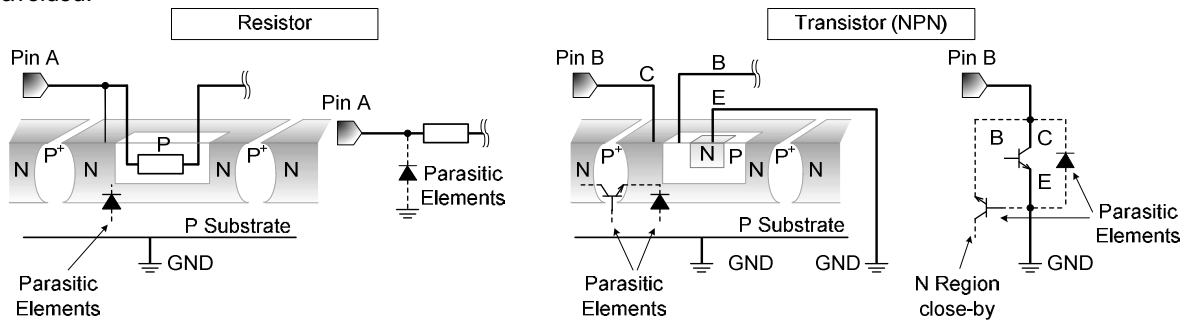 avoided.
Resistor
Transistor (NPN)
Pin A
Pin A
N
P+
N
P
N
P+
N
Parasitic
Elements
P Substrate
GND
Parasitic
Elements
Pin B
C
B
E
N
P+
N
N
P
N
P+
N
P Substrate
GND
GND
Parasitic
Elements
Pin B
B
C
E
Parasitic
Elements
GND
N Region
close-by